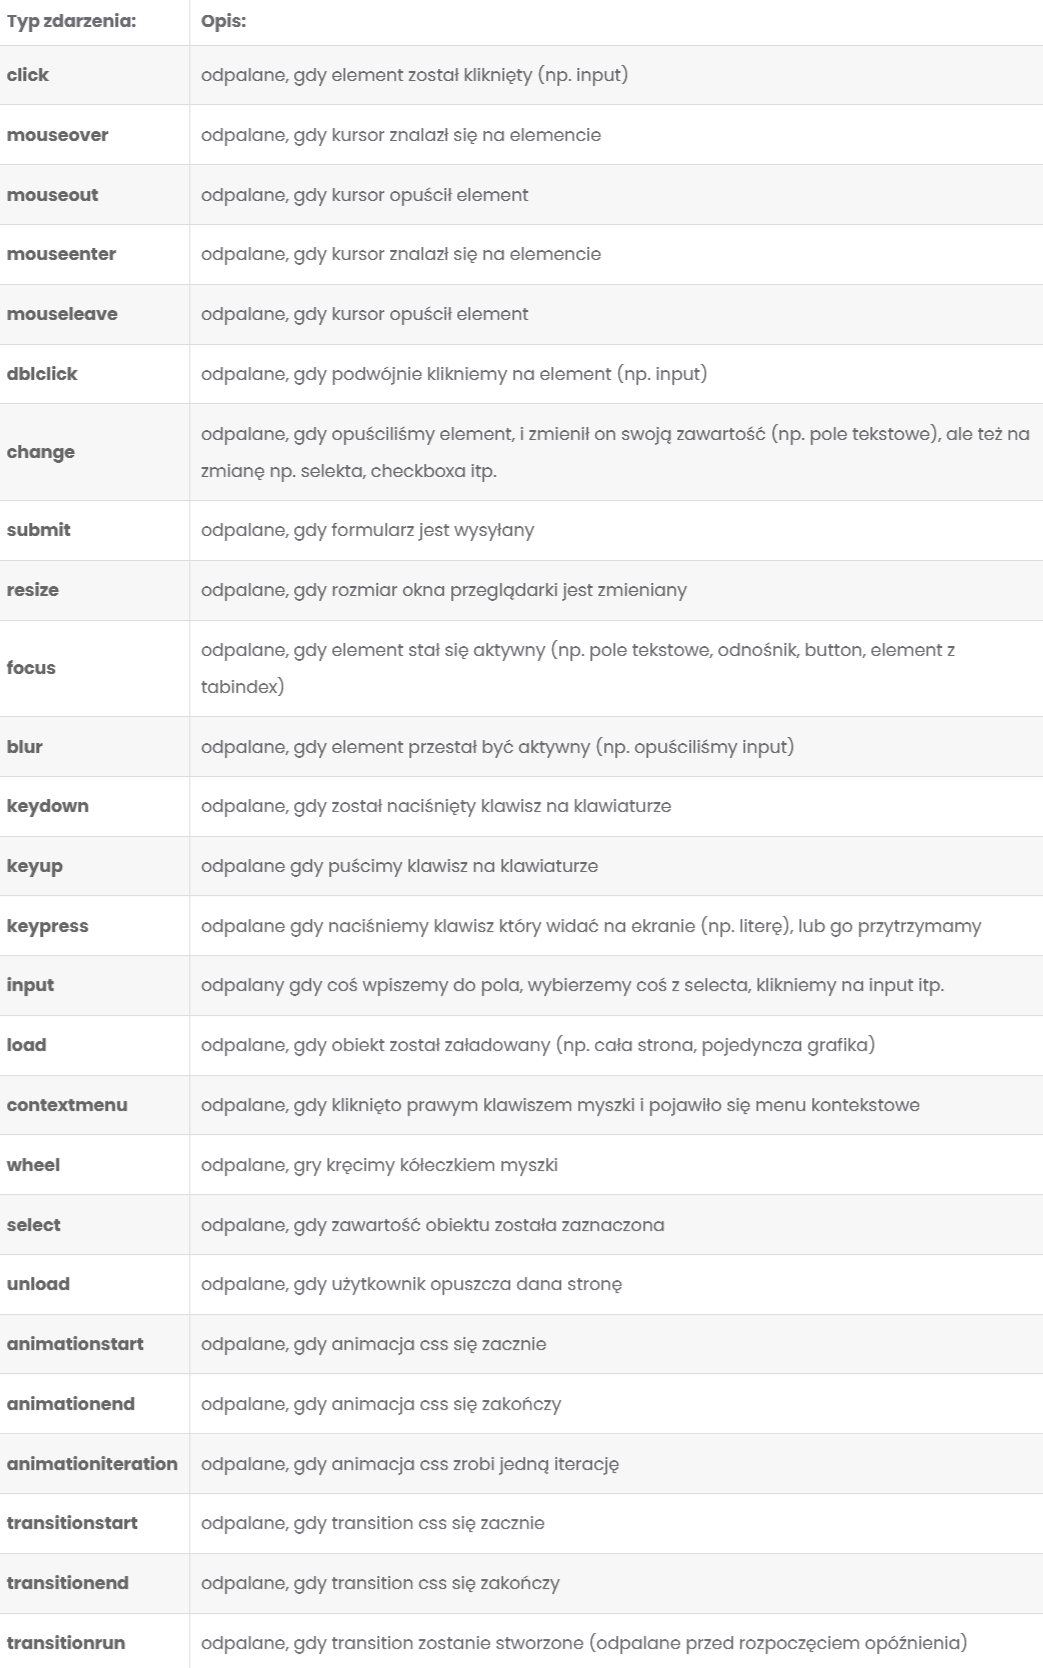 Typ zdarzenia: Opis:
click odpalane, gdy element został kliknięty (np. input)
mouseover odpalane, gdy kursor znalazł się na elemencie
mouseout odpalane, gdy kursor opuścił element
mouseenter odpalane, gdy kursor znalazł się na elemencie
mouseleave odpalane, gdy kursor opuścił element
dblclick odpalane, gdy podwójnie klikniemy na element (np. input)
change odpalane, gdy opuściliśmy element, i zmienił on swoją zawartość (np. pole tekstowe), ale też na
zmianę np. selekta, checkboxa itp.
submit odpalane, gdy formularz jest wysyłany
resize odpalane, gdy rozmiar okna przeglądarki jest zmieniany
focus odpalane, gdy element stał się aktywny (np. pole tekstowe, odnośnik, button, element z
tabindex)
blur odpalane, gdy element przestał być aktywny (np. opuściliśmy input)
keydown odpalane, gdy został naciśnięty klawisz na klawiaturze
keyup odpalane gdy puścimy klawisz na klawiaturze
keypress odpalane gdy naciśniemy klawisz który widać na ekranie (np. literę), lub go przytrzymamy
input odpalany gdy coś wpiszemy do pola, wybierzemy coś z selecta, klikniemy na input itp.
load odpalane, gdy obiekt został załadowany (np. cała strona, pojedyncza grafika)
contextmenu odpalane, gdy kliknięto prawym klawiszem myszki i pojawiło się menu kontekstowe
wheel odpalane, gry kręcimy kółeczkiem myszki
select odpalane, gdy zawartość obiektu została zaznaczona
unload odpalane, gdy użytkownik opuszcza dana stronę
animationstart odpalane, gdy animacja css się zacznie
animationend odpalane, gdy animacja css się zakończy
animationiteration odpalane, gdy animacja css zrobi jedną iterację
transitionstart odpalane, gdy transition css się zacznie
transitionend odpalane, gdy transition css się zakończy
transitionrun odpalane, gdy transition zostanie stworzone (odpalane przed rozpoczęciem opóźnienia)